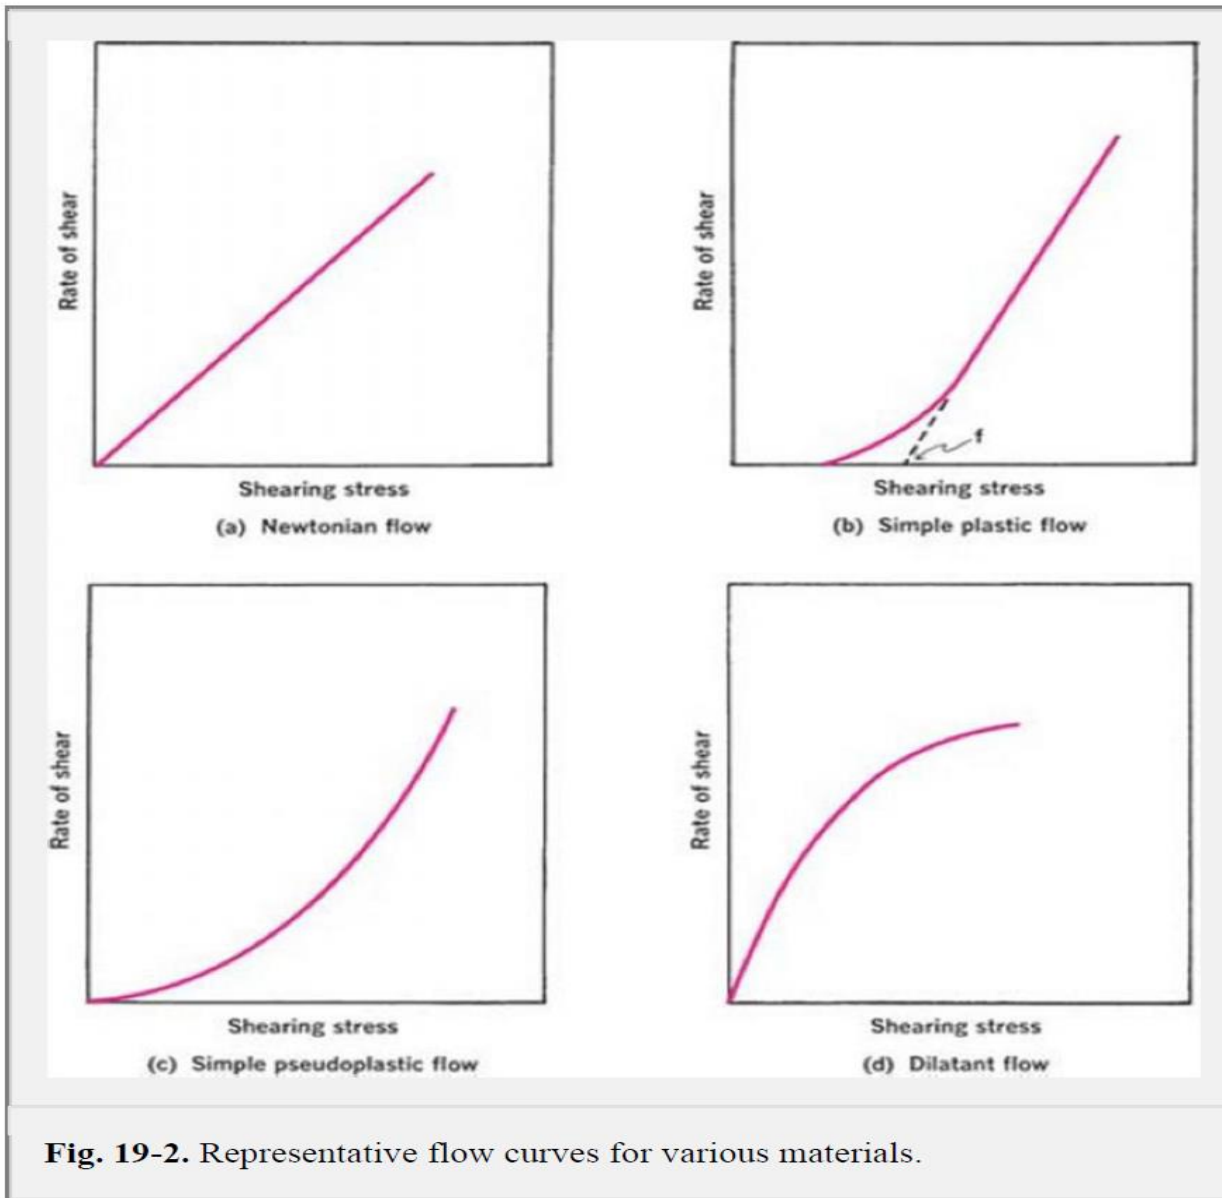 Rate of shear
Shearing stress
(a) Newtonian flow
Rate of shear
f
Shearing stress
(b) Simple plastic flow
Rate of shear
Shearing stress
(c) Simple pseudoplastic flow
Rate of shear
Shearing stress
(d) Dilatant flow
Fig. 19-2. Representative flow curves for various materials.